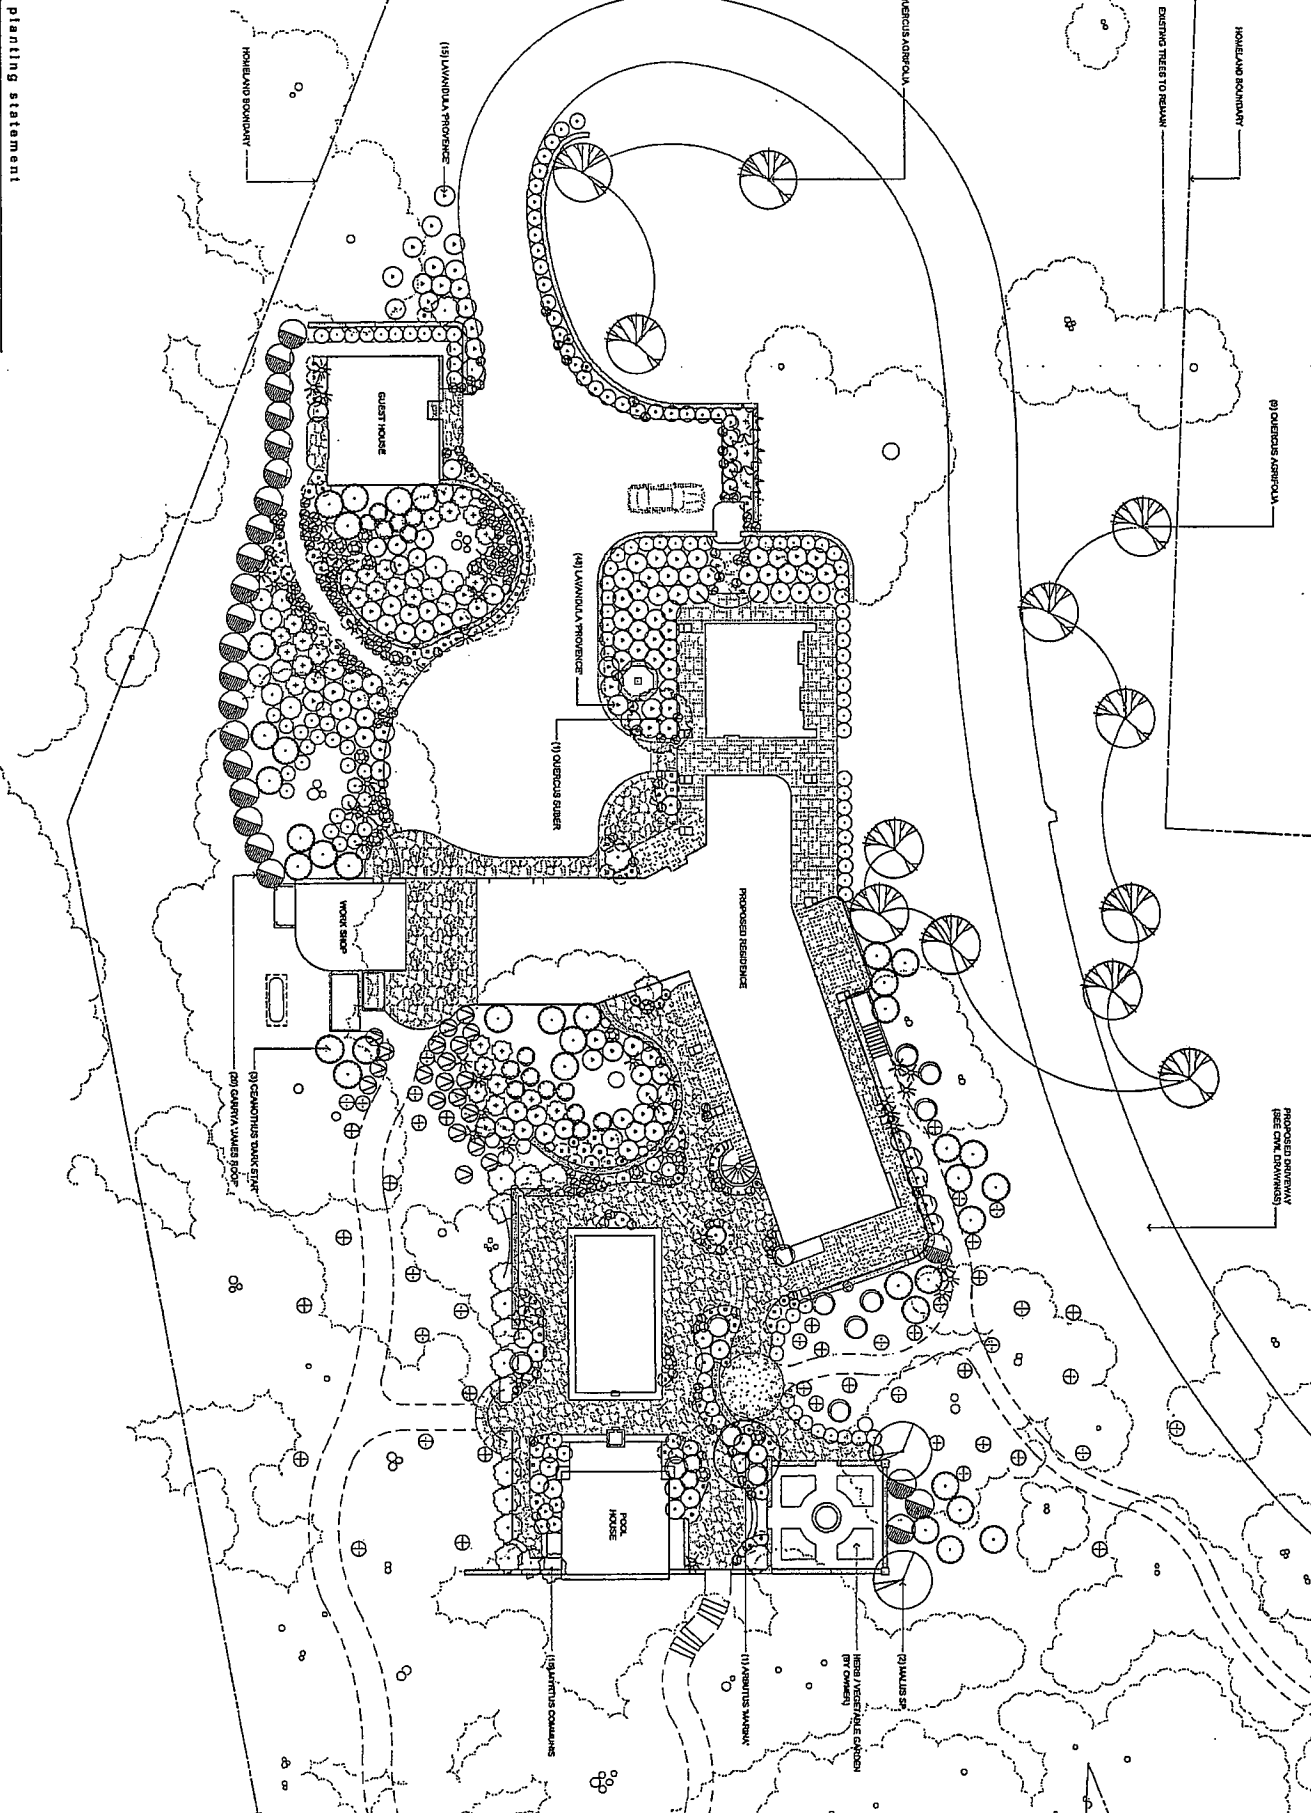 planting statement
HOMELAND BOUNDARY
EXISTING TREES TO REMAIN
QUERCUS AGRIFOLIA
(15) LAVANDULA 'PROVENCE'
HOMELAND BOUNDARY
(9) QUERCUS AGRIFOLIA
GUEST HOUSE
(48) LAVANDULA 'PROVENCE'
(1) QUERCUS SUBER
PROPOSED RESIDENCE
WORK SHOP
(3) CEANOTHUS 'DARK STAR'
(20) GARRYA 'JAMES ROOF'
PROPOSED DRIVEWAY
(SEE CIVIL DRAWINGS)
POOL
HOUSE
(2) MALUS SP.
HERB / VEGETABLE GARDEN
(BY OWNER)
(1) ARBUTUS 'MARINA'
MYRTUS COMMUNIS